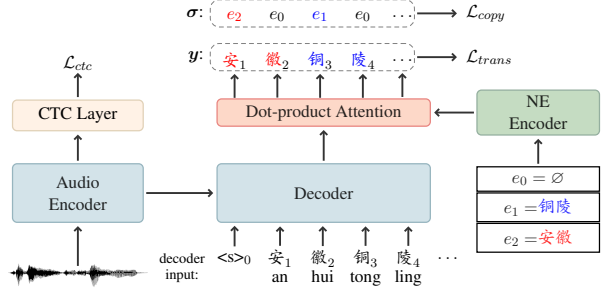 σ: e₂ e₀ e₁ e₀ ··· ℒ_copy
y: 安₁ 徽₂ 铜₃ 陵₄ ··· ℒ_trans
ℒ_ctc
CTC Layer
Dot-product Attention
NE
Encoder
Audio
Encoder
Decoder
e₀ = ∅
e₁ =铜陵
e₂ =安徽
decoder
input:
<s>₀ 安₁ 徽₂ 铜₃ 陵₄ ···
an hui tong ling